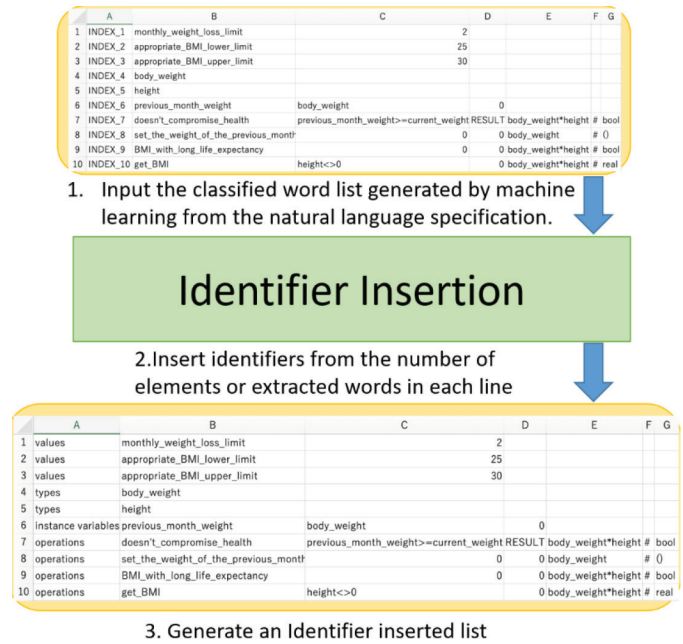 A B C D E F G
1 INDEX_1 monthly_weight_loss_limit 2
2 INDEX_2 appropriate_BMI_lower_limit 25
3 INDEX_3 appropriate_BMI_upper_limit 30
4 INDEX_4 body_weight
5 INDEX_5 height
6 INDEX_6 previous_month_weight body_weight 0
7 INDEX_7 doesn't_compromise_health previous_month_weight>=current_weight RESULT body_weight*height # bool
8 INDEX_8 set_the_weight_of_the_previous_month 0 0 body_weight # ()
9 INDEX_9 BMI_with_long_life_expectancy 0 0 body_weight*height # bool
10 INDEX_10 get_BMI height<>0 0 body_weight*height # real
1. Input the classified word list generated by machine
learning from the natural language specification.
Identifier Insertion
2.Insert identifiers from the number of
elements or extracted words in each line
A B C D E F G
1 values monthly_weight_loss_limit 2
2 values appropriate_BMI_lower_limit 25
3 values appropriate_BMI_upper_limit 30
4 types body_weight
5 types height
6 instance variables previous_month_weight body_weight 0
7 operations doesn't_compromise_health previous_month_weight>=current_weight RESULT body_weight*height # bool
8 operations set_the_weight_of_the_previous_month 0 0 body_weight # ()
9 operations BMI_with_long_life_expectancy 0 0 body_weight*height # bool
10 operations get_BMI height<>0 0 body_weight*height # real
3. Generate an Identifier inserted list